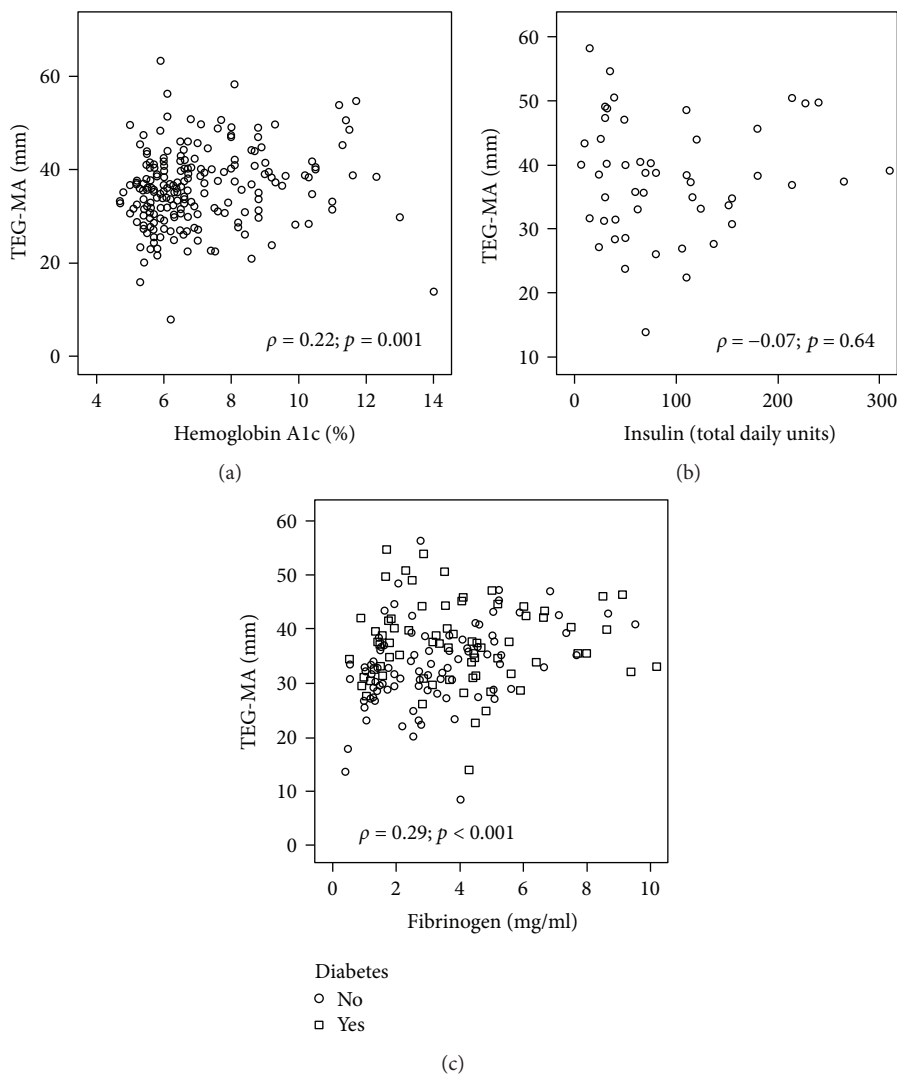 TEG-MA (mm)
60
40
20
0
ρ = 0.22; p = 0.001
4 6 8 10 12 14
Hemoglobin A1c (%)
(a)
TEG-MA (mm)
60
50
40
30
20
10
ρ = −0.07; p = 0.64
0 100 200 300
Insulin (total daily units)
(b)
TEG-MA (mm)
60
50
40
30
20
10
0
ρ = 0.29; p < 0.001
0 2 4 6 8 10
Fibrinogen (mg/ml)
Diabetes
No
Yes
(c)